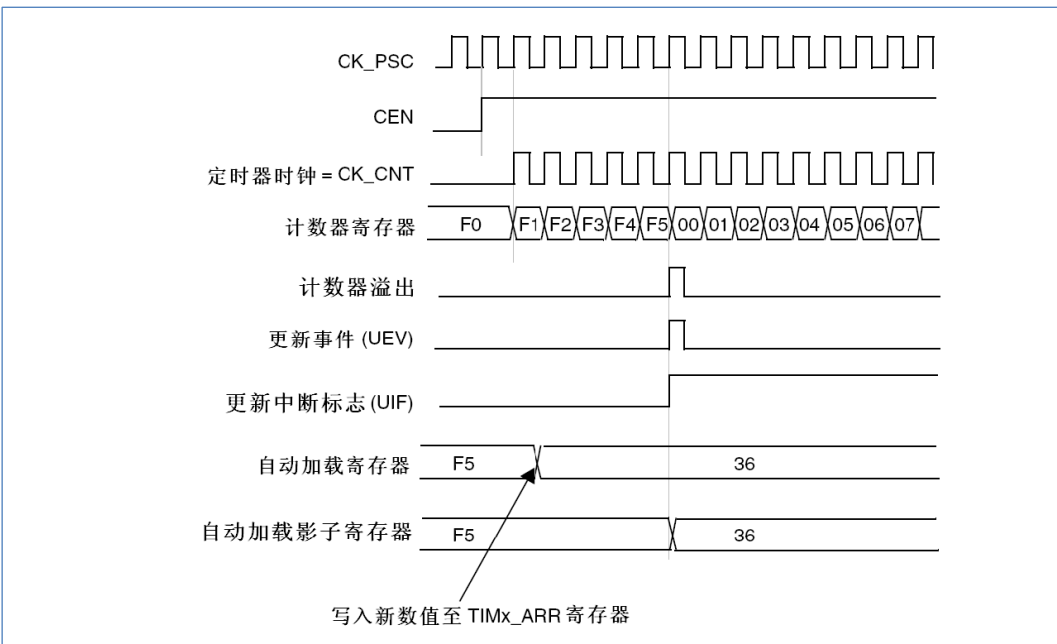 CK_PSC
CEN
定时器时钟 = CK_CNT
计数器寄存器 F0 F1 F2 F3 F4 F5 00 01 02 03 04 05 06 07
计数器溢出
更新事件 (UEV)
更新中断标志 (UIF)
自动加载寄存器 F5 36
自动加载影子寄存器 F5 36
写入新数值至 TIMx_ARR 寄存器